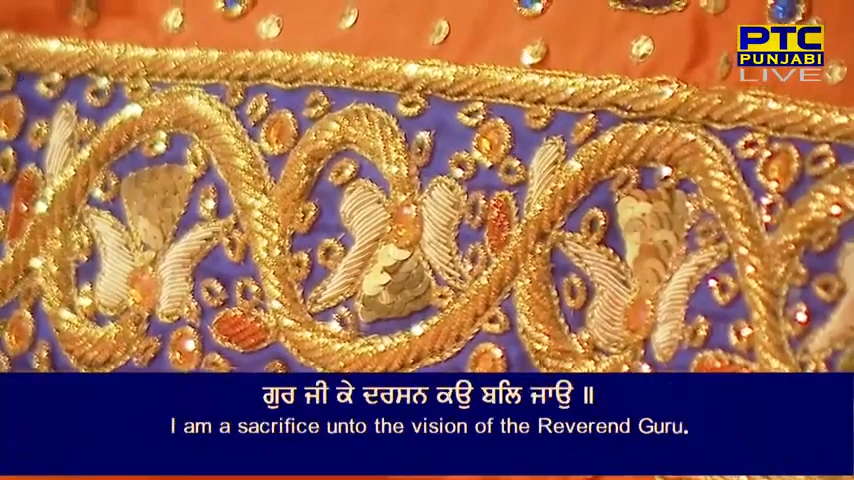 PTC
PUNJABI
LIVE
ਗੁਰ ਜੀ ਕੇ ਦਰਸਨ ਕਉ ਬਲਿ ਜਾਉ ॥
I am a sacrifice unto the vision of the Reverend Guru.